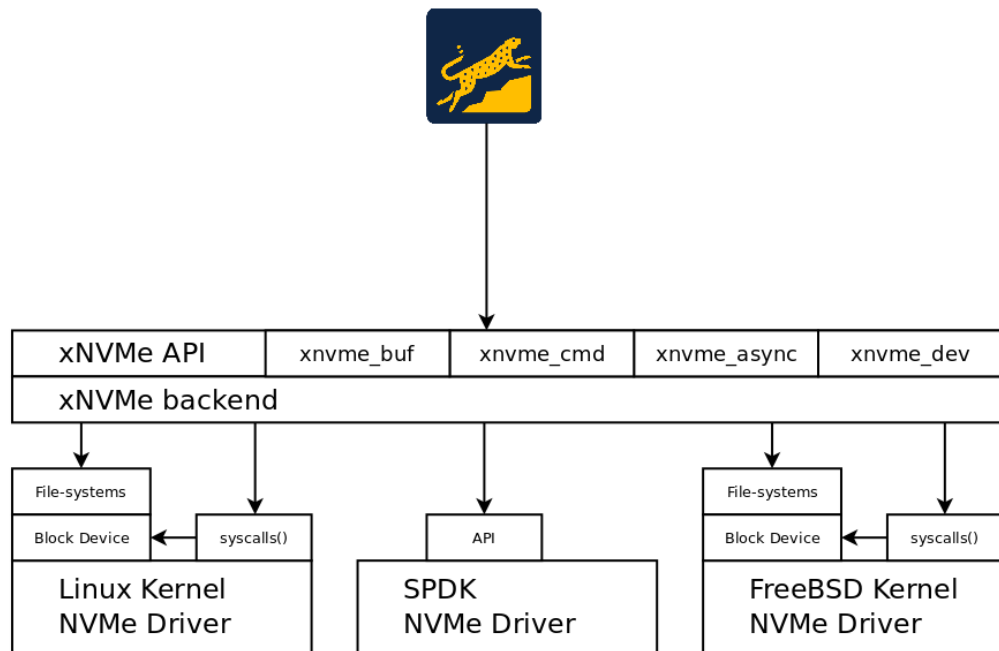 xNVMe API
xnvme_buf
xnvme_cmd
xnvme_async
xnvme_dev
xNVMe backend
File-systems
Block Device
syscalls()
Linux Kernel
NVMe Driver
API
SPDK
NVMe Driver
File-systems
Block Device
syscalls()
FreeBSD Kernel
NVMe Driver